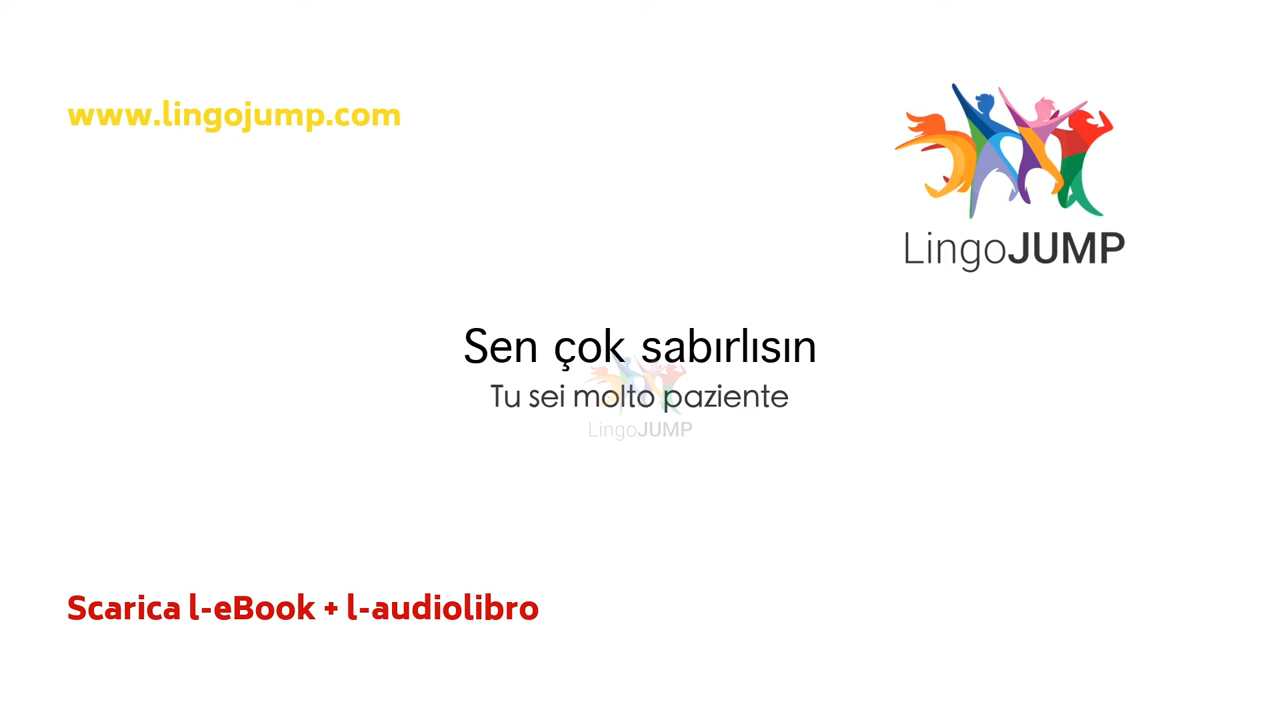 www.lingojump.com
LingoJUMP
Sen çok sabırlısın
Tu sei molto paziente
LingoJUMP
Scarica l-eBook + l-audiolibro